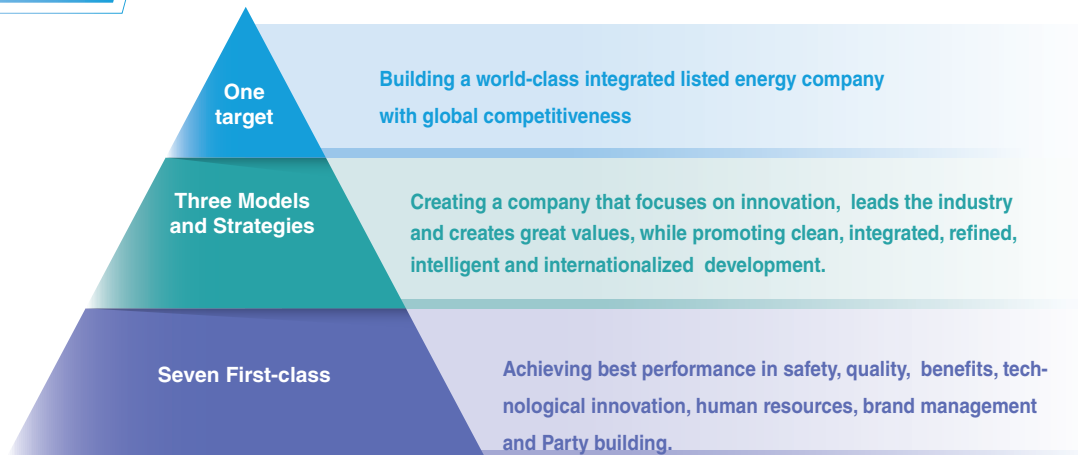 One
target
Building a world-class integrated listed energy company
with global competitiveness
Three Models
and Strategies
Creating a company that focuses on innovation, leads the industry
and creates great values, while promoting clean, integrated, refined,
intelligent and internationalized development.
Seven First-class
Achieving best performance in safety, quality, benefits, tech-
nological innovation, human resources, brand management
and Party building.